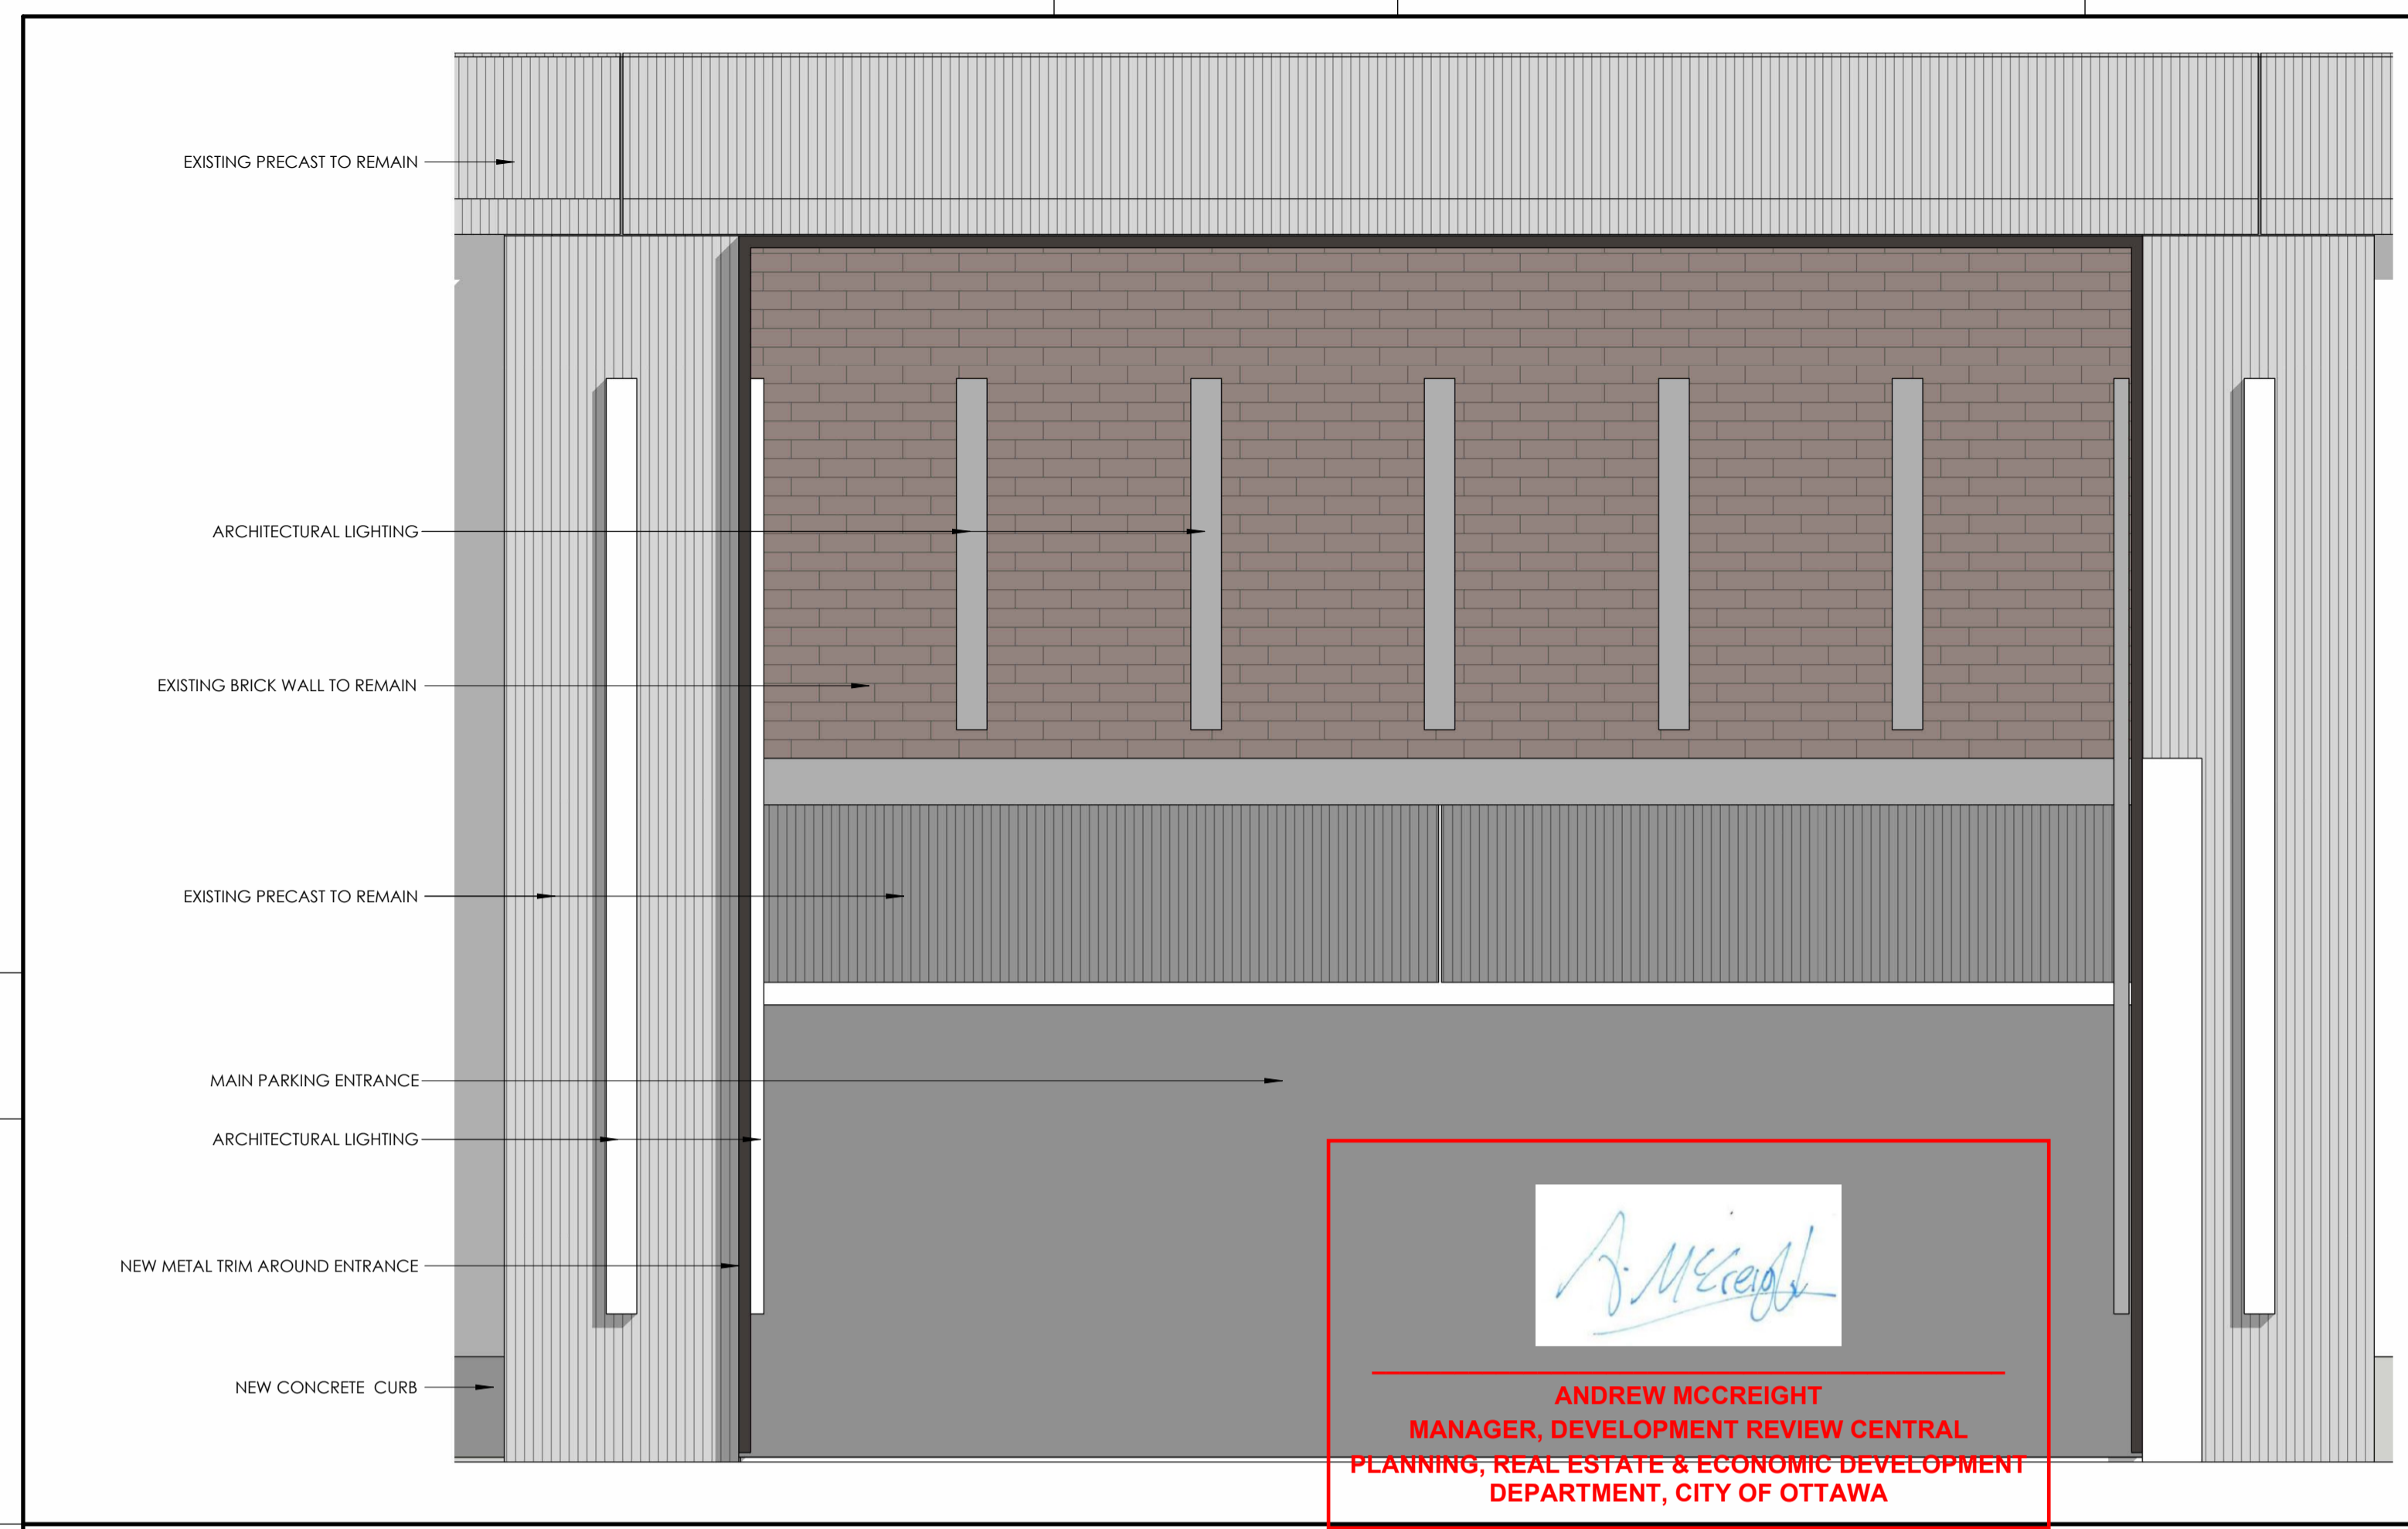 EXISTING PRECAST TO REMAIN
ARCHITECTURAL LIGHTING
EXISTING BRICK WALL TO REMAIN
EXISTING PRECAST TO REMAIN
MAIN PARKING ENTRANCE
ARCHITECTURAL LIGHTING
NEW METAL TRIM AROUND ENTRANCE
NEW CONCRETE CURB
A. McCreight
ANDREW MCCREIGHT
MANAGER, DEVELOPMENT REVIEW CENTRAL
PLANNING, REAL ESTATE & ECONOMIC DEVELOPMENT
DEPARTMENT, CITY OF OTTAWA